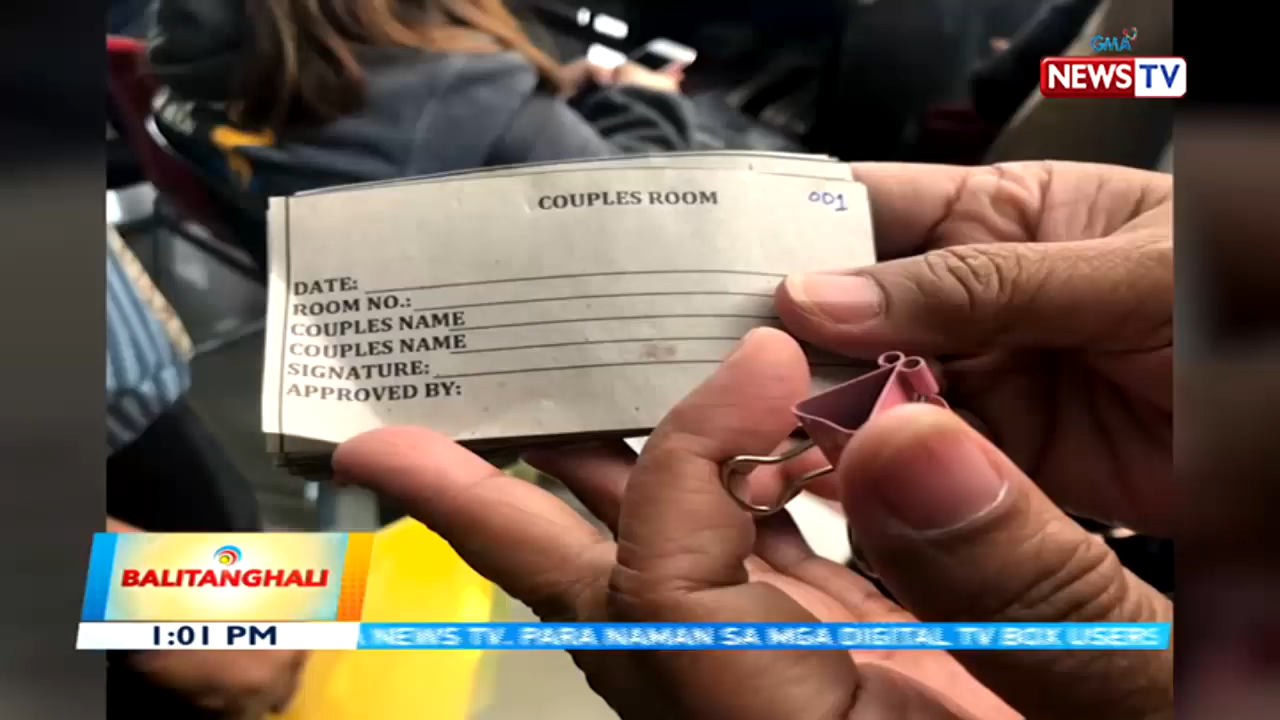 GMA
NEWS TV
COUPLES ROOM
001
DATE:
ROOM NO.:
COUPLES NAME
COUPLES NAME
SIGNATURE:
APPROVED BY:
BALITANGHALI
1:01 PM
NEWS TV. PARA NAMAN SA MGA DIGITAL TV BOX USERS